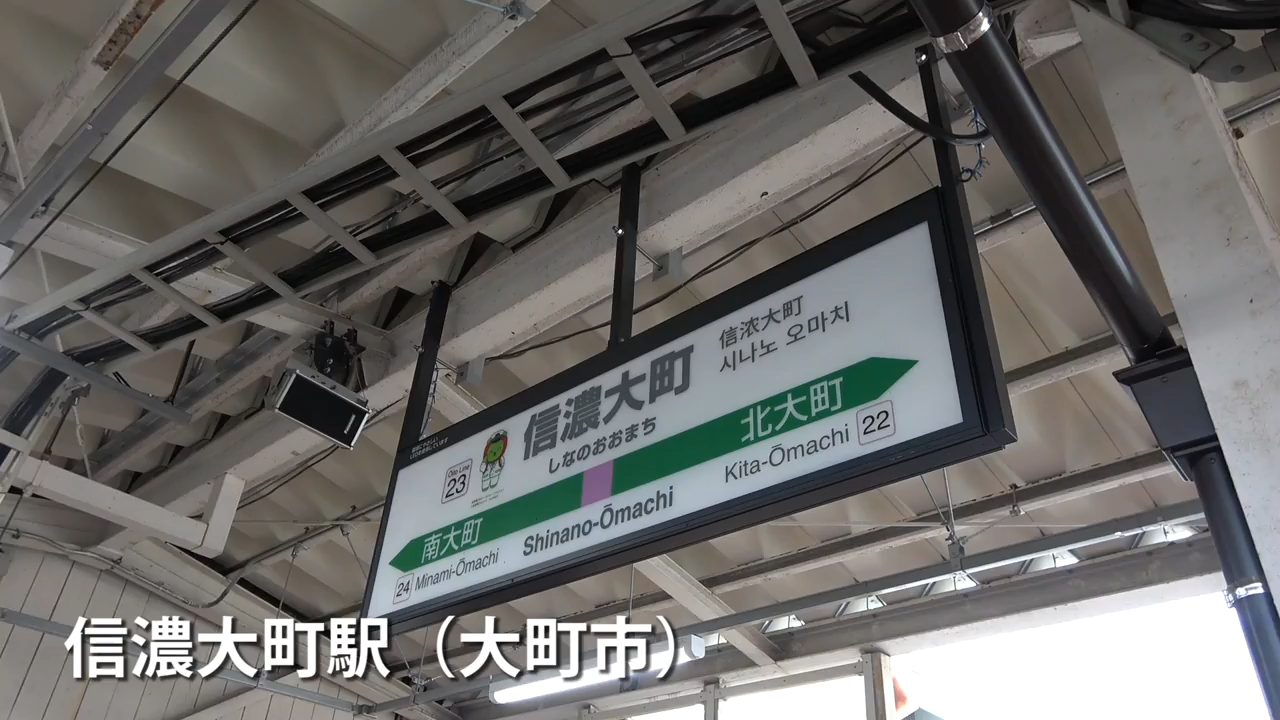 信濃大町
しなのおおまち
信浓大町
시나노 오마치
Ōito Line
23
南大町
北大町
24
Minami-Ōmachi
Shinano-Ōmachi
Kita-Ōmachi
22
信濃大町駅（大町市）